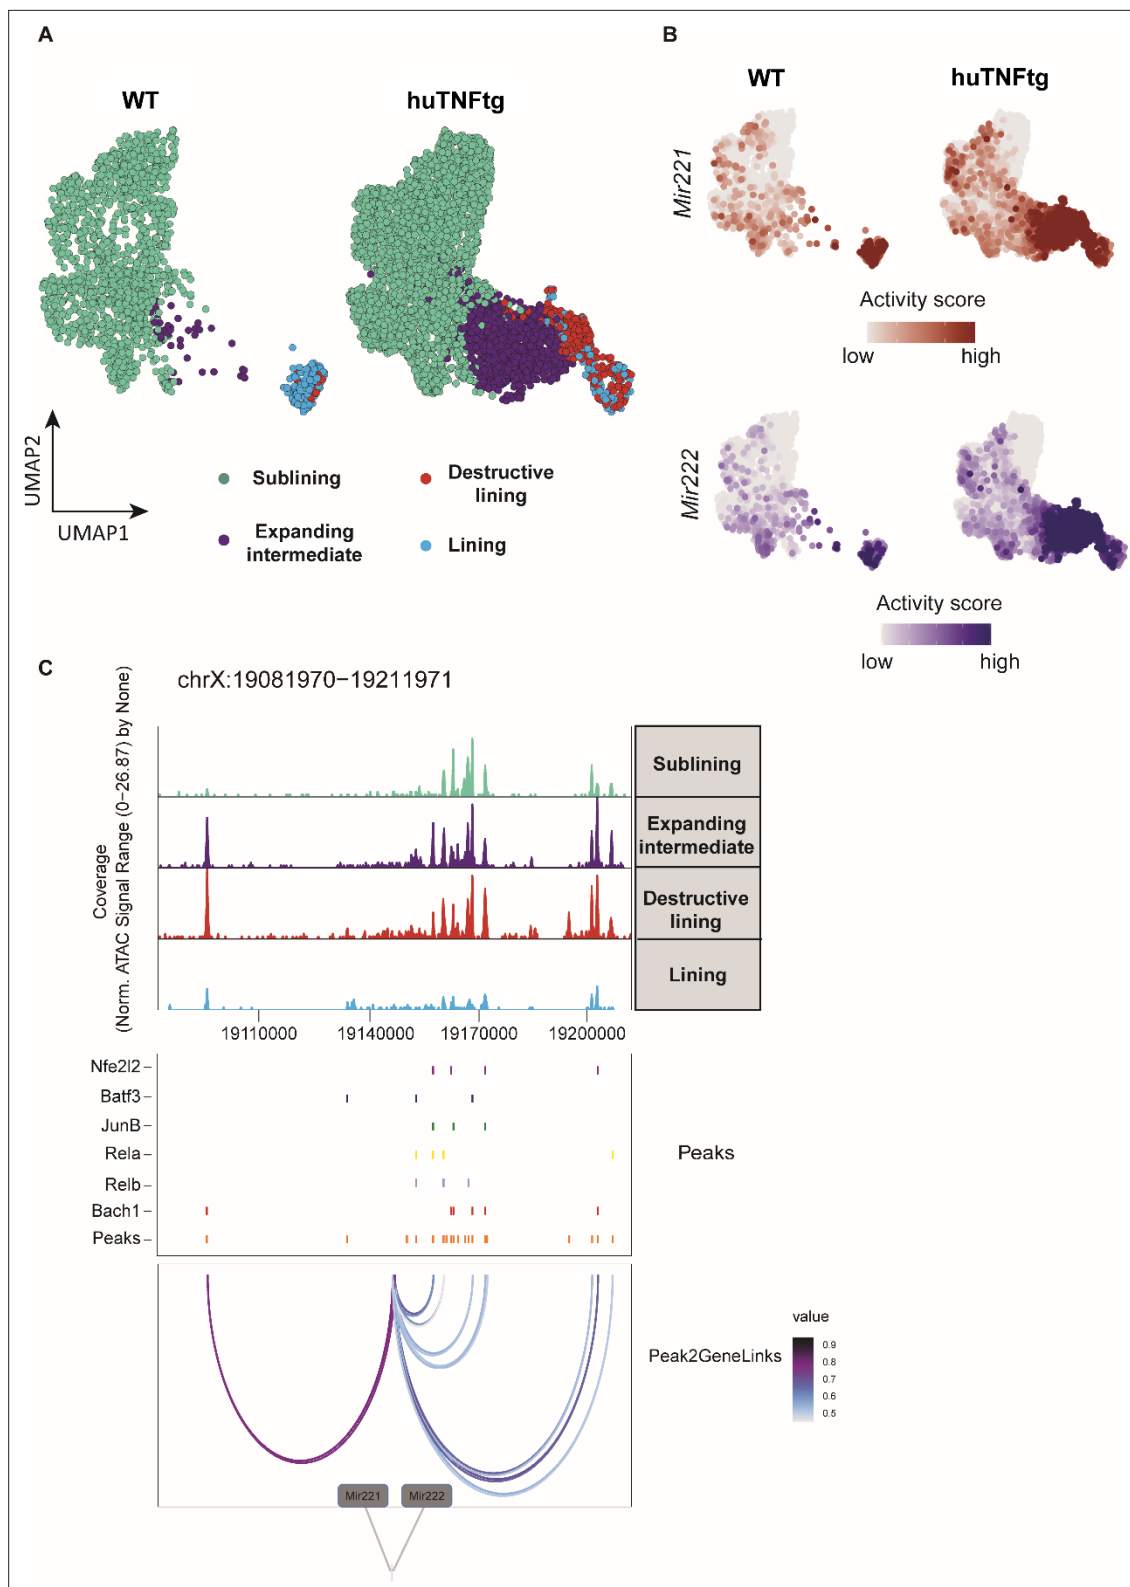 A
WT
huTNFtg
UMAP2
UMAP1
Sublining
Destructive
lining
Expanding
intermediate
Lining
B
WT
huTNFtg
Mir221
Activity score
low
high
Mir222
Activity score
low
high
C
chrX:19081970−19211971
Coverage
(Norm. ATAC Signal Range (0−26.87) by None)
Sublining
Expanding
intermediate
Destructive
lining
Lining
19110000
19140000
19170000
19200000
Nfe2l2
Batf3
JunB
Rela
Relb
Bach1
Peaks
Peaks
Peak2GeneLinks
value
0.9
0.8
0.7
0.6
0.5
Mir221
Mir222